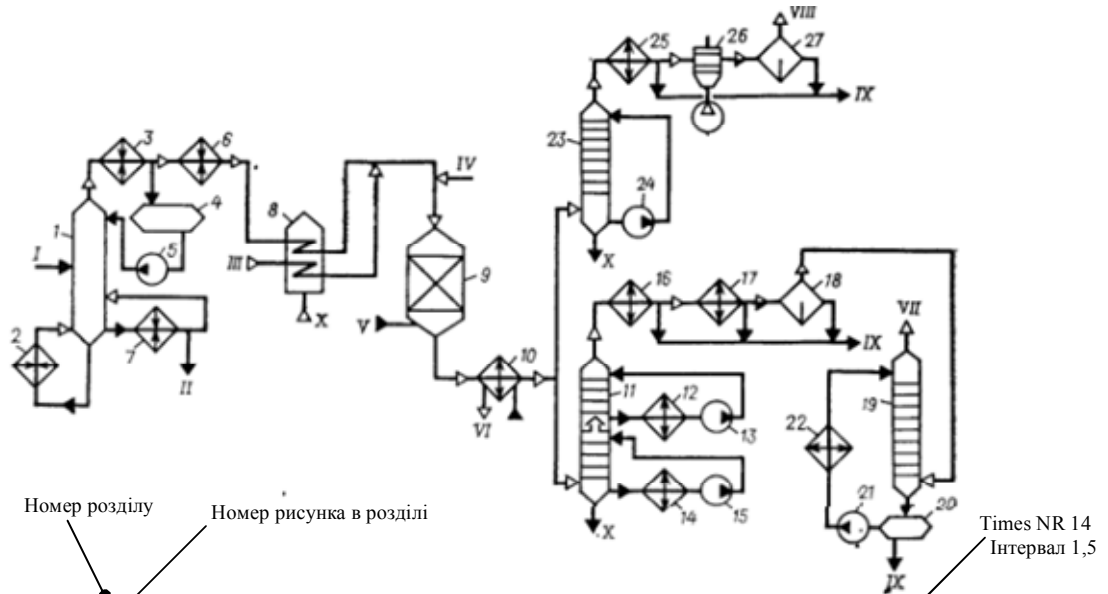 VIII
25
26
27
IX
3
6
IV
23
24
4
1
8
5
I
III
9
X
16
17
18
VII
V
IX
2
7
X
10
11
12
19
II
VI
13
22
21
20
14
15
X
IX
Номер розділу
Номер рисунка в розділі
Times NR 14
Інтервал 1,5